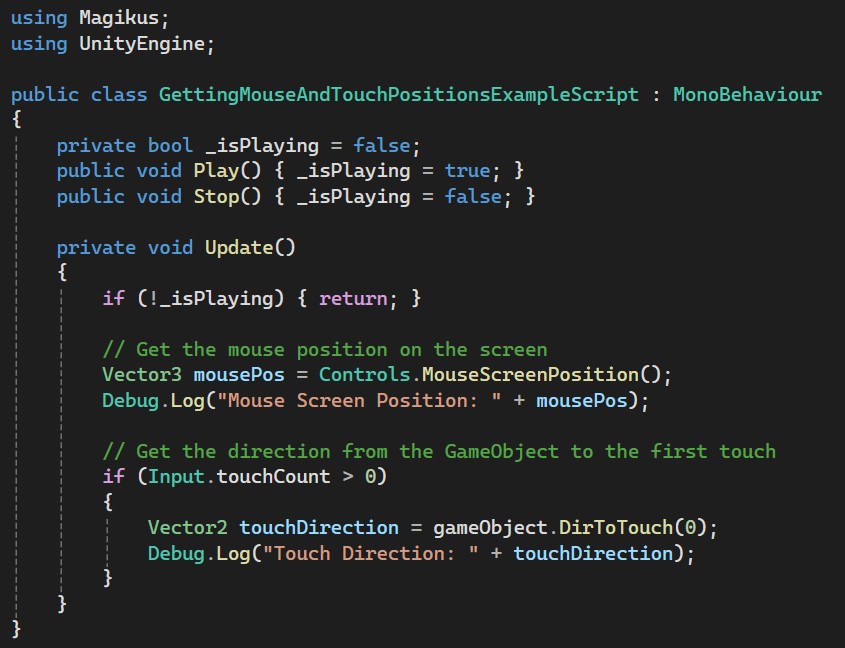 using Magikus;
using UnityEngine;

public class GettingMouseAndTouchPositionsExampleScript : MonoBehaviour
{
    private bool _isPlaying = false;
    public void Play() { _isPlaying = true; }
    public void Stop() { _isPlaying = false; }

    private void Update()
    {
        if (!_isPlaying) { return; }

        // Get the mouse position on the screen
        Vector3 mousePos = Controls.MouseScreenPosition();
        Debug.Log("Mouse Screen Position: " + mousePos);

        // Get the direction from the GameObject to the first touch
        if (Input.touchCount > 0)
        {
            Vector2 touchDirection = gameObject.DirToTouch(0);
            Debug.Log("Touch Direction: " + touchDirection);
        }
    }
}